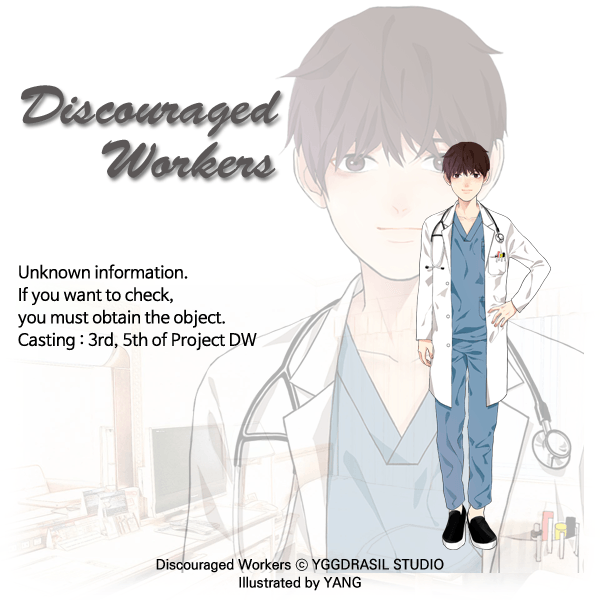 Discouraged
Workers
Unknown information.
If you want to check,
you must obtain the object.
Casting : 3rd, 5th of Project DW
Discouraged Workers ⓒ YGGDRASIL STUDIO
Illustrated by YANG